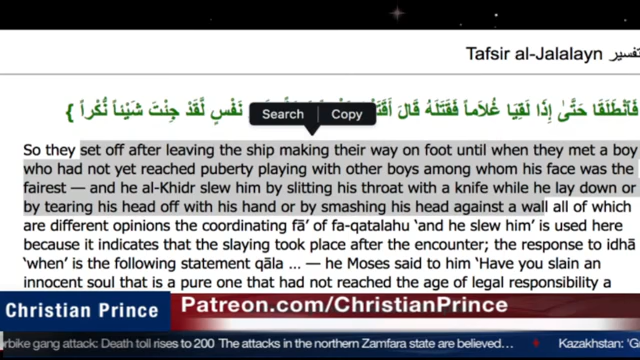 Tafsir al-Jalalayn تفسير
فَٱنْطَلَقَا حَتَّىٰ إِذَا لَقِيَا غُلاَماً فَقَتَلَهُ قَالَ نَفْسٍ لَّقَدْ جِئْتَ شَيْئاً نُّكْراً }
Search Copy
So they set off after leaving the ship making their way on foot until when they met a boy
who had not yet reached puberty playing with other boys among whom his face was the
fairest — and he al-Khidr slew him by slitting his throat with a knife while he lay down or
by tearing his head off with his hand or by smashing his head against a wall all of which
are different opinions the coordinating fā' of fa-qatalahu 'and he slew him' is used here
because it indicates that the slaying took place after the encounter; the response to idhā
'when' is the following statement qāla ... — he Moses said to him 'Have you slain an
innocent soul that is a pure one that had not reached the age of legal responsibility a
Christian Prince Patreon.com/ChristianPrince
rbike gang attack: Death toll rises to 200 The attacks in the northern Zamfara state are believed... Kazakhstan: 'G